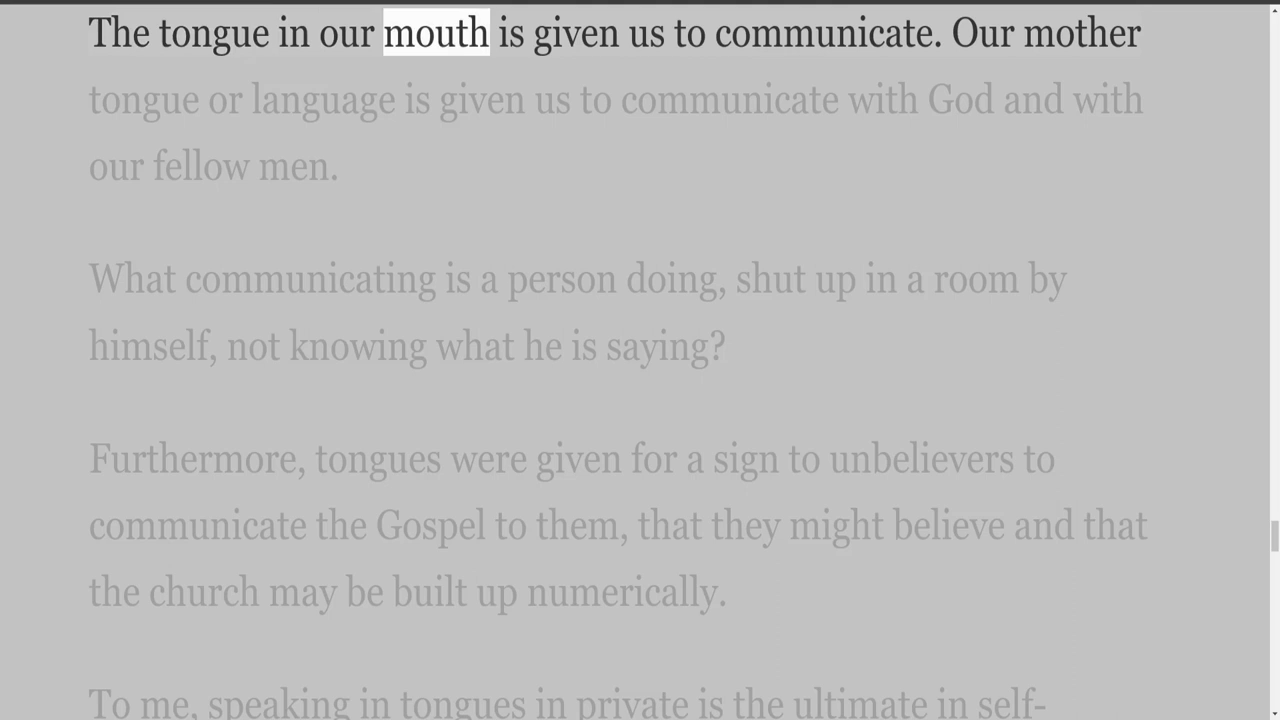 The tongue in our mouth is given us to communicate. Our mother
tongue or language is given us to communicate with God and with
our fellow men.
What communicating is a person doing, shut up in a room by
himself, not knowing what he is saying?
Furthermore, tongues were given for a sign to unbelievers to
communicate the Gospel to them, that they might believe and that
the church may be built up numerically.
To me, speaking in tongues in private is the ultimate in self-